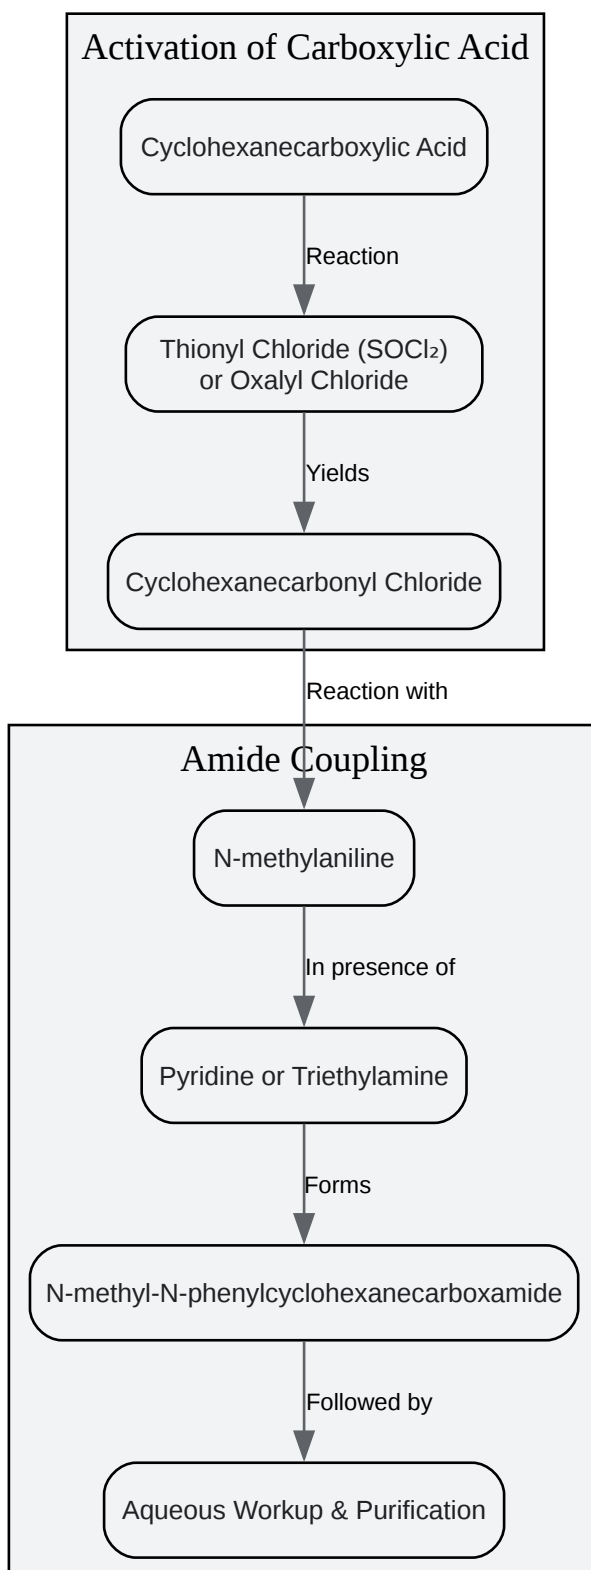 Activation of Carboxylic Acid
Cyclohexanecarboxylic Acid
Reaction
Thionyl Chloride (SOCl₂)
or Oxalyl Chloride
Yields
Cyclohexanecarbonyl Chloride
Reaction with
Amide Coupling
N-methylaniline
In presence of
Pyridine or Triethylamine
Forms
N-methyl-N-phenylcyclohexanecarboxamide
Followed by
Aqueous Workup & Purification